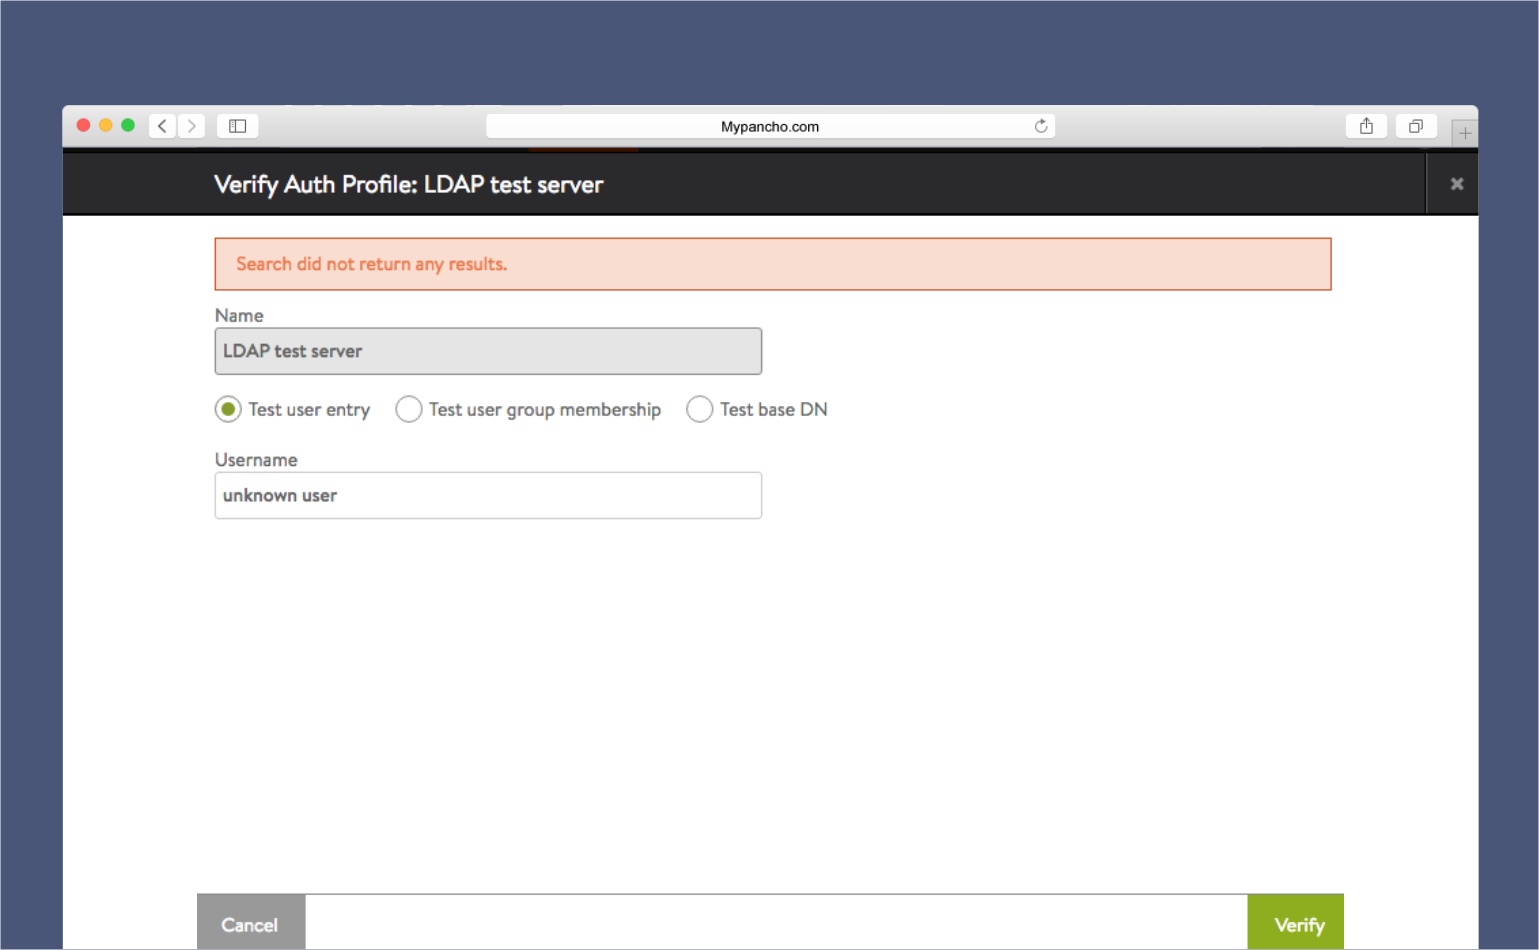 Mypancho.com
Verify Auth Profile: LDAP test server
Search did not return any results.
Name
LDAP test server
Test user entry Test user group membership Test base DN
Username
unknown user
Cancel Verify